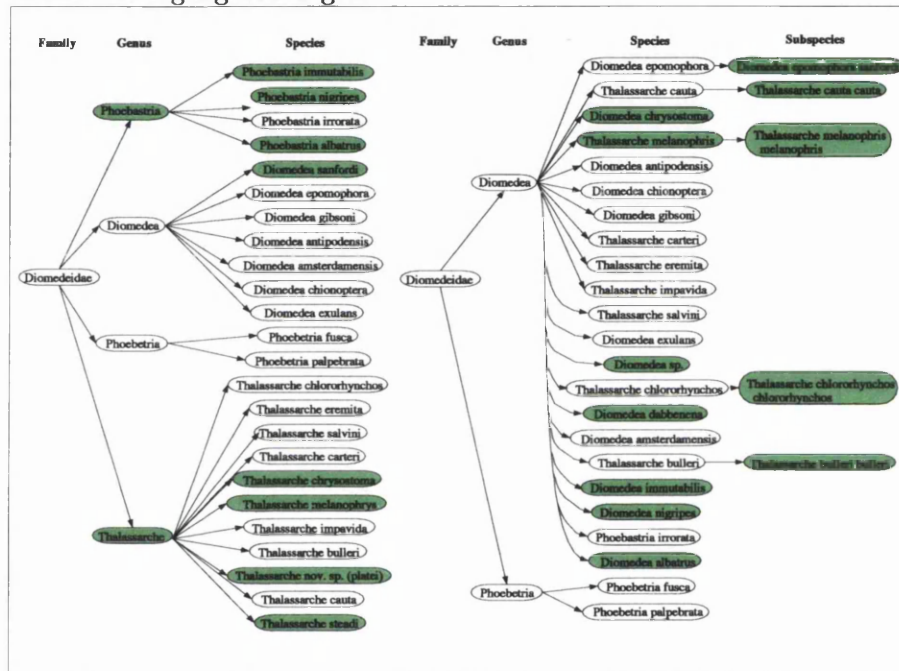 Family Genus Species
Phoebastria immutabilis
Phoebastria nigripes
Phoebastria
Phoebastria irrorata
Phoebastria albatrus
Diomedea sanfordi
Diomedea epomophora
Diomedea gibsoni
Diomedea
Diomedea antipodensis
Diomedea amsterdamensis
Diomedeidae
Diomedea chionoptera
Diomedea exulans
Phoebetria fusca
Phoebetria
Phoebetria palpebrata
Thalassarche chlororhynchos
Thalassarche eremita
Thalassarche salvini
Thalassarche carteri
Thalassarche chrysostoma
Thalassarche melanophrys
Thalassarche impavida
Thalassarche
Thalassarche bulleri
Thalassarche nov. sp. (platei)
Thalassarche cauta
Thalassarche steadi
Family Genus Species Subspecies
Diomedea epomophora Diomedea epomophora sanfordi
Thalassarche cauta Thalassarche cauta cauta
Diomedea chrysostoma
Thalassarche melanophris Thalassarche melanophris
melanophris
Diomedea antipodensis
Diomedea
Diomedea chionoptera
Diomedea gibsoni
Thalassarche carteri
Thalassarche eremita
Diomedeidae
Thalassarche impavida
Thalassarche salvini
Diomedea exulans
Diomedea sp.
Thalassarche chlororhynchos Thalassarche chlororhynchos
chlororhynchos
Diomedea dabbenena
Diomedea amsterdamensis
Thalassarche bulleri Thalassarche bulleri bulleri
Diomedea immutabilis
Diomedea nigripes
Phoebastria irrorata
Diomedea albatrus
Phoebetria fusca
Phoebetria
Phoebetria palpebrata